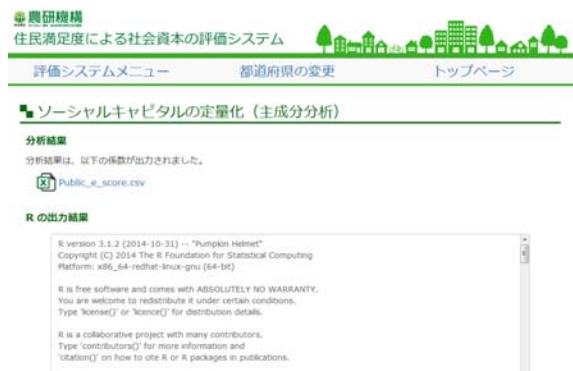 農研機構
住民満足度による社会資本の評価システム
評価システムメニュー 都道府県の変更 トップページ
ソーシャルキャピタルの定量化（主成分分析）
分析結果
分析結果は、以下の係数が出力されました。
Public_e_score.csv
R の出力結果
R version 3.1.2 (2014-10-31) -- "Pumpkin Helmet"
Copyright (C) 2014 The R Foundation for Statistical Computing
Platform: x86_64-redhat-linux-gnu (64-bit)
R is free software and comes with ABSOLUTELY NO WARRANTY.
You are welcome to redistribute it under certain conditions.
Type 'license()' or 'licence()' for distribution details.
R is a collaborative project with many contributors.
Type 'contributors()' for more information and
'citation()' on how to cite R or R packages in publications.